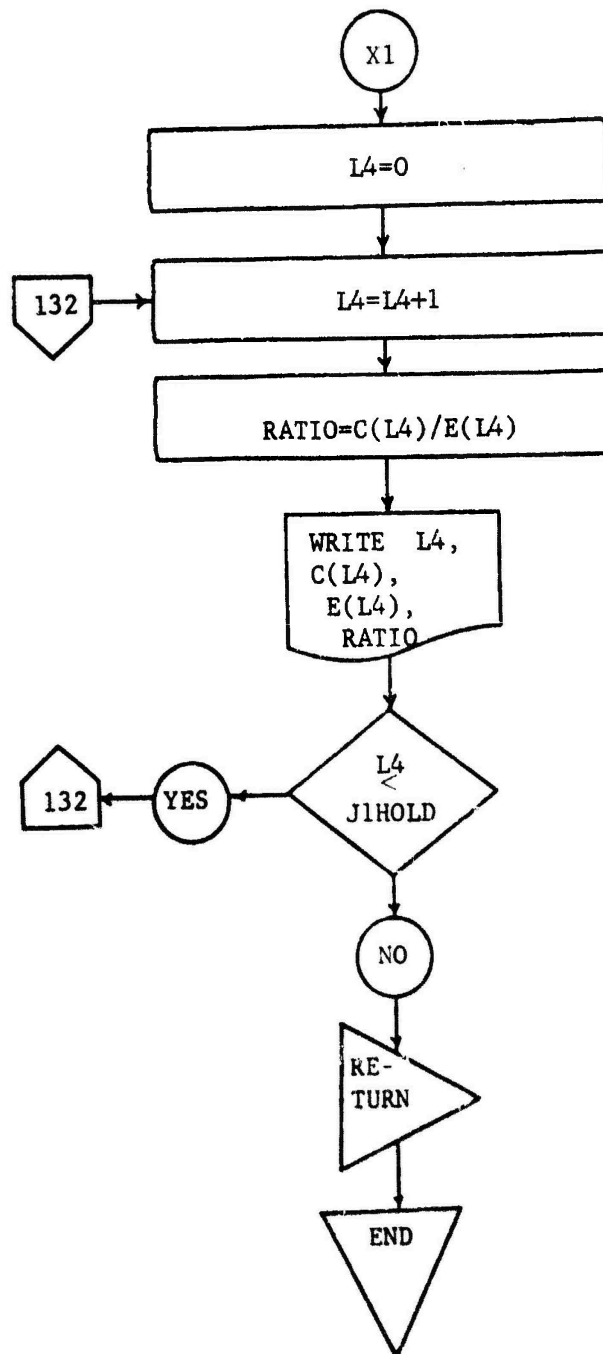 X1
L4=0
132
L4=L4+1
RATIO=C(L4)/E(L4)
WRITE L4,
C(L4),
E(L4),
RATIO
L4
<
J1HOLD
132
YES
NO
RE-
TURN
END